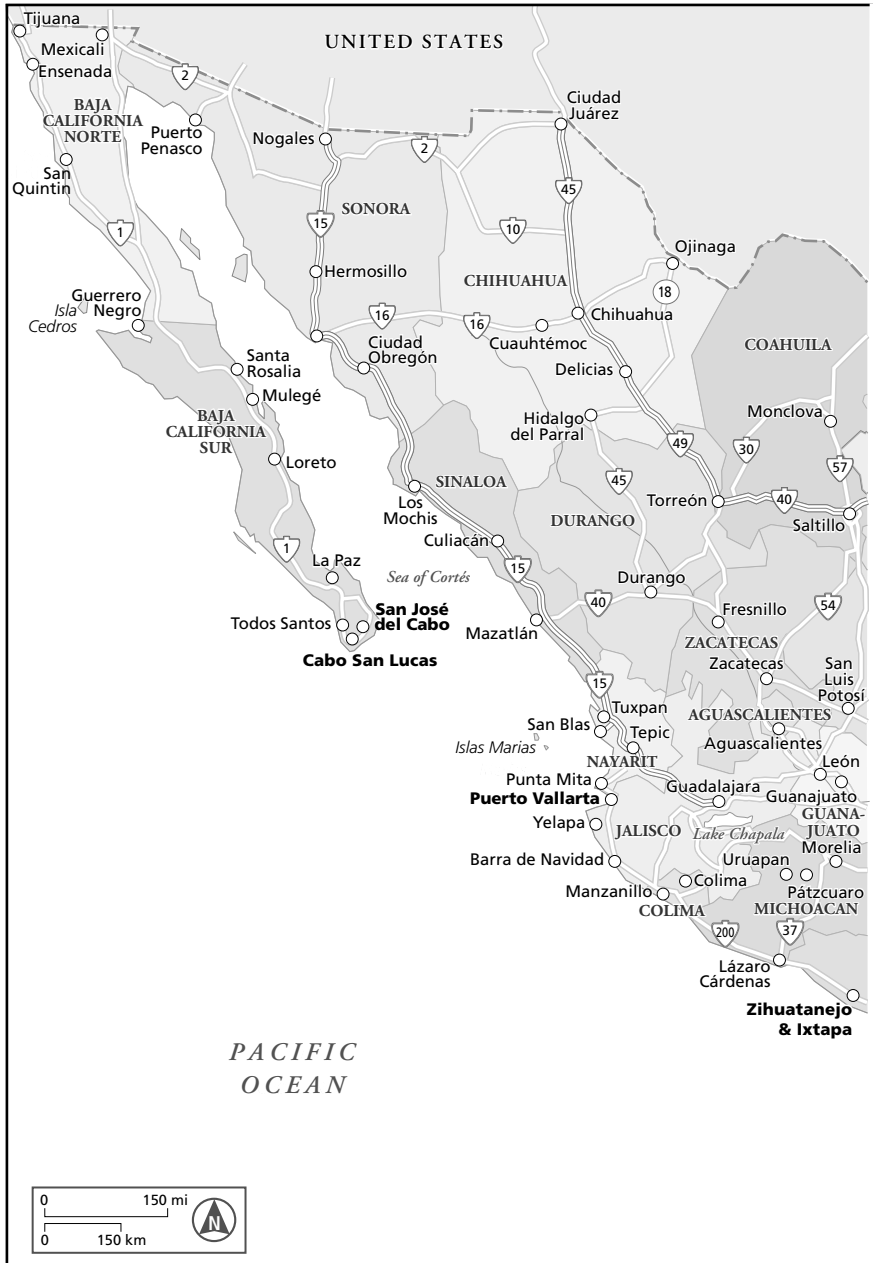 Tijuana
Mexicali
Ensenada
UNITED STATES
2
BAJA
CALIFORNIA
NORTE
Puerto
Penasco
Nogales
2
Ciudad
Juárez
San
Quintin
45
SONORA
15
10
1
Ojinaga
Hermosillo
CHIHUAHUA
18
Guerrero
Negro
Isla
Cedros
16
16
Chihuahua
Cuauhtémoc
Ciudad
Obregón
COAHUILA
Santa
Rosalia
Delicias
Mulegé
BAJA
CALIFORNIA
SUR
Hidalgo
del Parral
Monclova
49
30
57
Loreto
SINALOA
45
Los
Mochis
Torreón
40
DURANGO
Saltillo
Culiacán
1
La Paz
Sea of Cortés
15
Durango
40
54
San José
del Cabo
Todos Santos
Fresnillo
Mazatlán
ZACATECAS
Cabo San Lucas
Zacatecas
San
Luis
Potosí
15
Tuxpan
AGUASCALIENTES
San Blas
Tepic
Aguascalientes
Islas Marias
NAYARIT
León
Punta Mita
Guadalajara
Puerto Vallarta
Guanajuato
GUANA-
JUATO
Yelapa
JALISCO
Lake Chapala
Morelia
Barra de Navidad
Uruapan
Colima
Manzanillo
Pátzcuaro
COLIMA
MICHOACAN
200
37
Lázaro
Cárdenas
Zihuatanejo
& Ixtapa
PACIFIC
OCEAN
0
150 mi
0
150 km
N